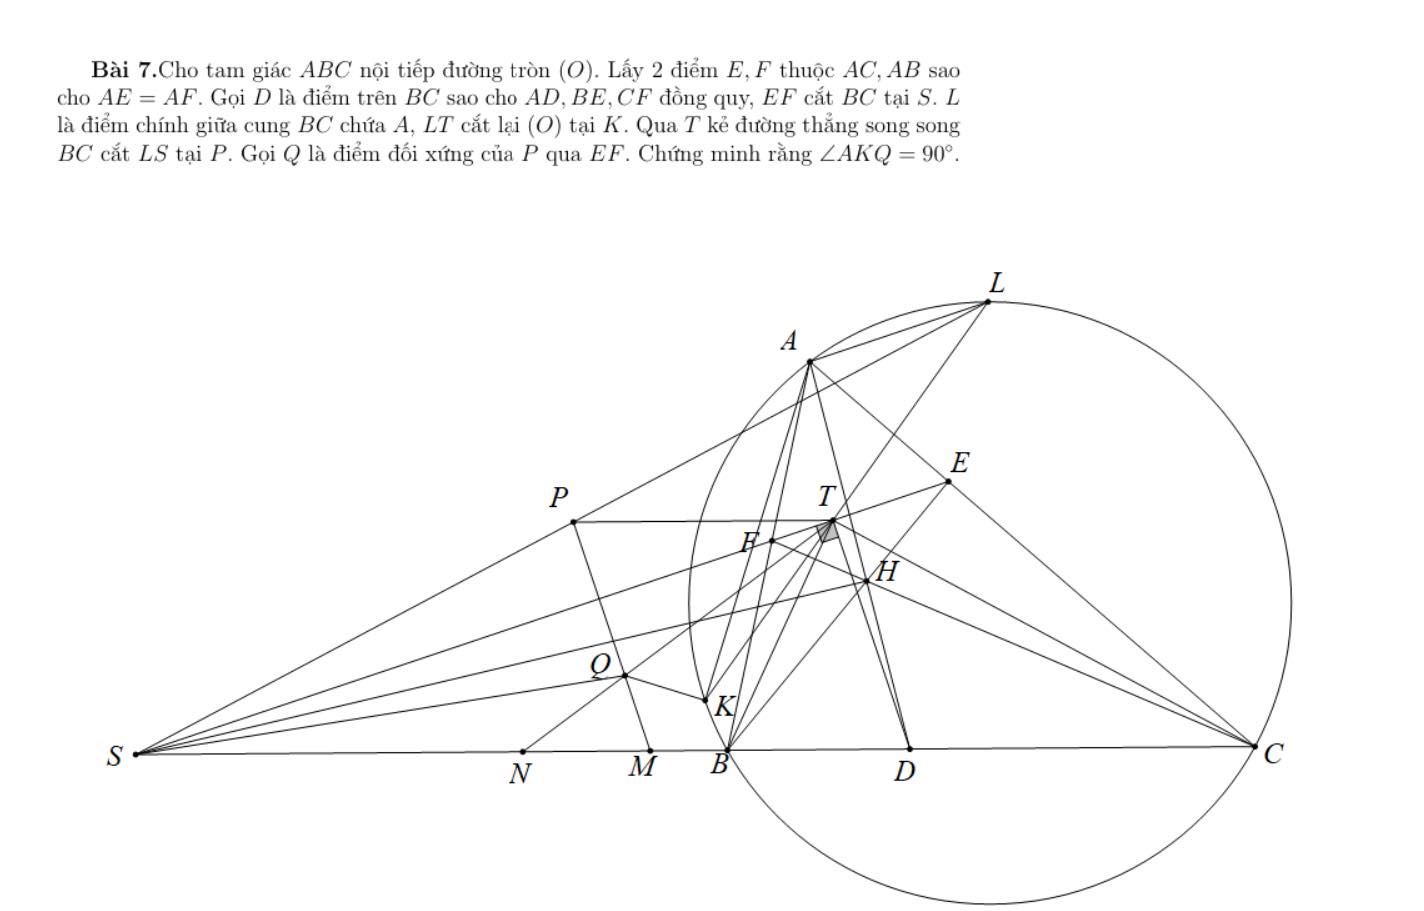 Bài 7.Cho tam giác ABC nội tiếp đường tròn (O). Lấy 2 điểm E, F thuộc AC, AB sao
cho AE = AF. Gọi D là điểm trên BC sao cho AD, BE, CF đồng quy, EF cắt BC tại S. L
là điểm chính giữa cung BC chứa A, LT cắt lại (O) tại K. Qua T kẻ đường thẳng song song
BC cắt LS tại P. Gọi Q là điểm đối xứng của P qua EF. Chứng minh rằng ∠AKQ = 90°.
L
A
E
P
T
F
H
Q
K
S
N
M
B
D
C